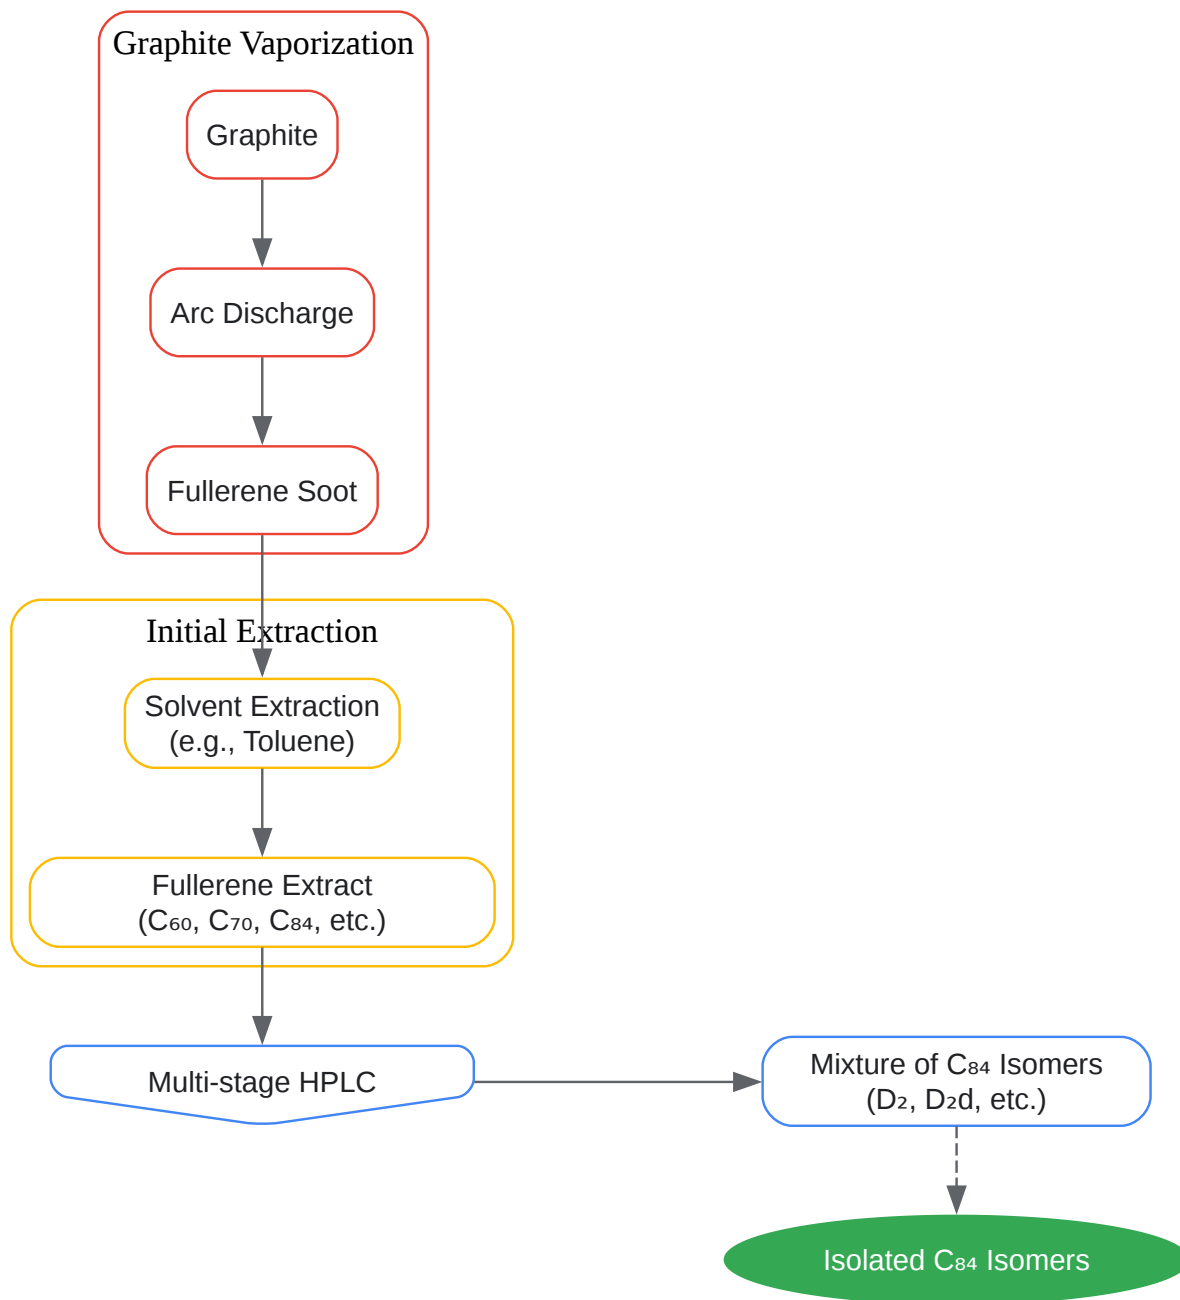 Graphite Vaporization
Graphite
Arc Discharge
Fullerene Soot
Initial Extraction
Solvent Extraction
(e.g., Toluene)
Fullerene Extract
(C₆₀, C₇₀, C₈₄, etc.)
Multi-stage HPLC
Mixture of C₈₄ Isomers
(D₂, D₂d, etc.)
Isolated C₈₄ Isomers